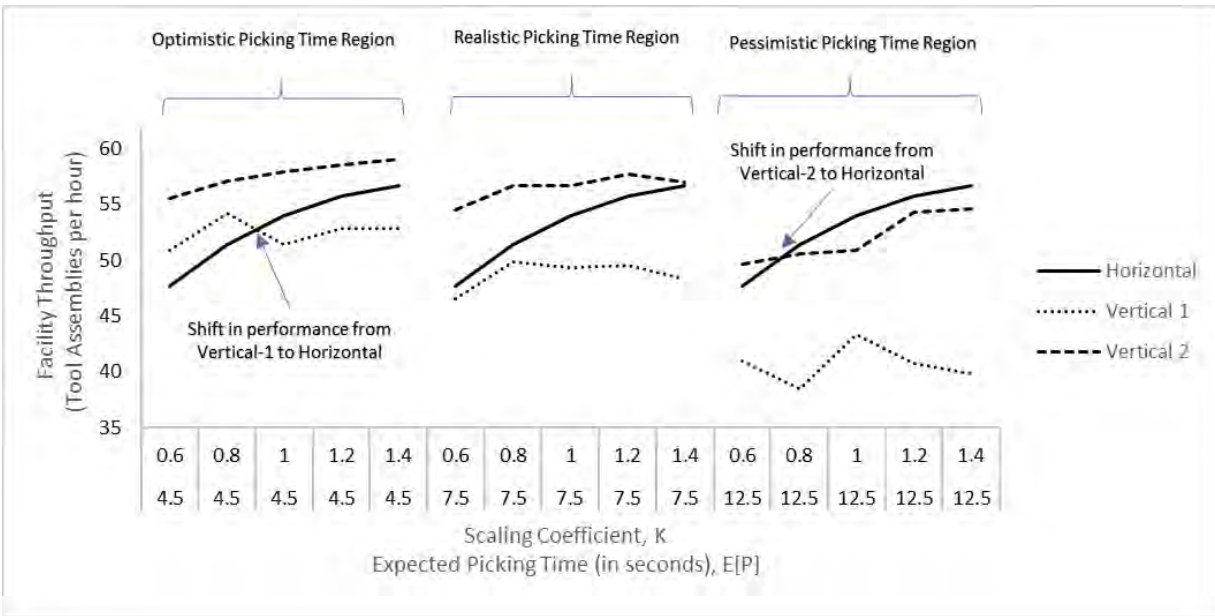 Optimistic Picking Time Region
Realistic Picking Time Region
Pessimistic Picking Time Region
Facility Throughput
(Tool Assemblies per hour)
60
55
50
45
40
35
Shift in performance from
Vertical-1 to Horizontal
Shift in performance from
Vertical-2 to Horizontal
Horizontal
Vertical 1
Vertical 2
0.6 0.8 1 1.2 1.4 0.6 0.8 1 1.2 1.4 0.6 0.8 1 1.2 1.4
4.5 4.5 4.5 4.5 4.5 7.5 7.5 7.5 7.5 7.5 12.5 12.5 12.5 12.5 12.5
Scaling Coefficient, K
Expected Picking Time (in seconds), E[P]